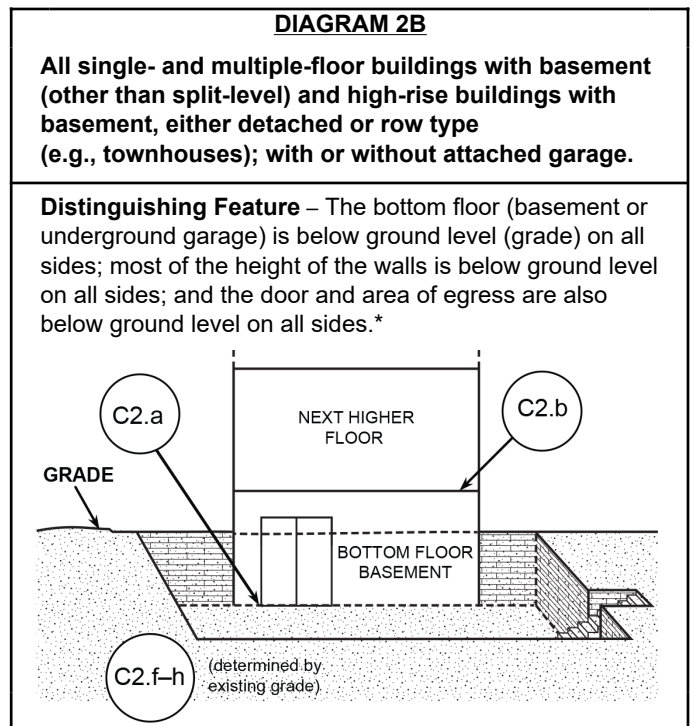 DIAGRAM 2B
All single- and multiple-floor buildings with basement
(other than split-level) and high-rise buildings with
basement, either detached or row type
(e.g., townhouses); with or without attached garage.
Distinguishing Feature – The bottom floor (basement or
underground garage) is below ground level (grade) on all
sides; most of the height of the walls is below ground level
on all sides; and the door and area of egress are also
below ground level on all sides.*
C2.a
NEXT HIGHER
FLOOR
C2.b
GRADE
BOTTOM FLOOR
BASEMENT
C2.f–h
(determined by
existing grade)